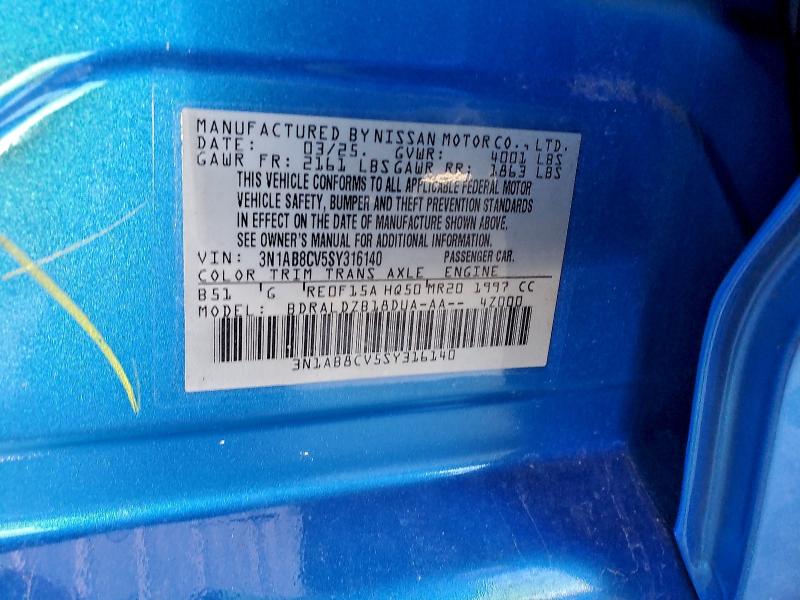 MANUFACTURED BY NISSAN MOTOR CO., LTD.
DATE: 03/25. GVWR: 4001 LBS
GAWR FR: 2161 LBS GAWR RR: 1863 LBS
THIS VEHICLE CONFORMS TO ALL APPLICABLE FEDERAL MOTOR
VEHICLE SAFETY, BUMPER AND THEFT PREVENTION STANDARDS
IN EFFECT ON THE DATE OF MANUFACTURE SHOWN ABOVE.
SEE OWNER'S MANUAL FOR ADDITIONAL INFORMATION.
VIN: 3N1AB8CV5SY316140 PASSENGER CAR.
COLOR TRIM TRANS AXLE ENGINE
B51 G RE0F15A HQ50 MR20 1997 CC
MODEL: BDRALDZB18DUA-AA-- 4Z000
3N1AB8CV5SY316140